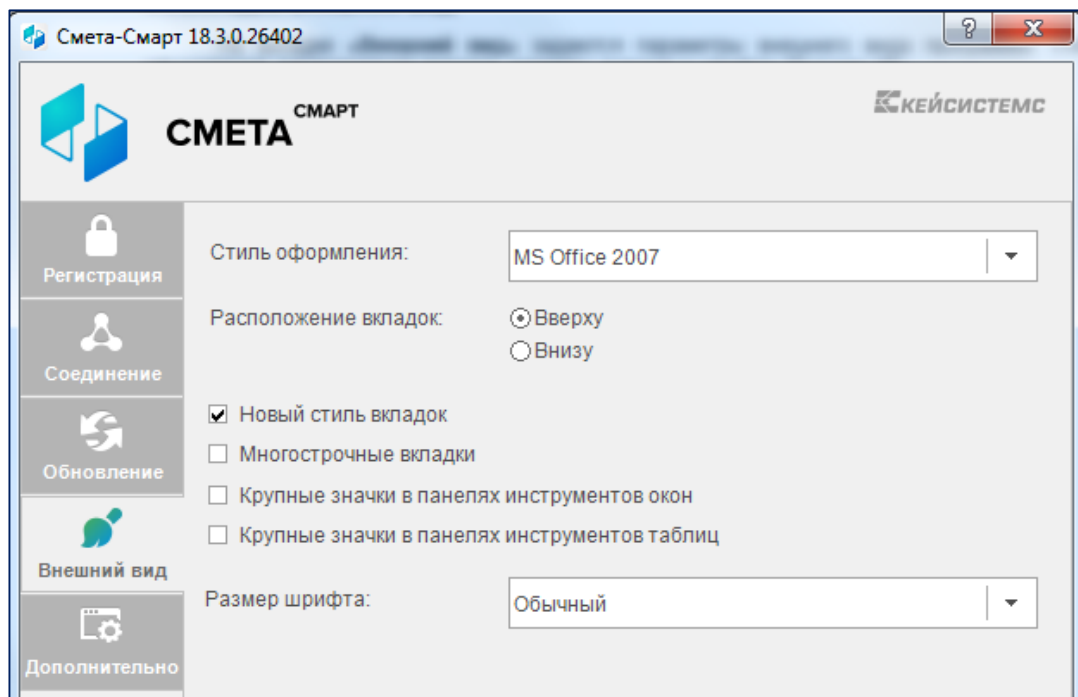 Смета-Смарт 18.3.0.26402
СМЕТА СМАРТ
КЕЙСИСТЕМС
Регистрация
Соединение
Обновление
Внешний вид
Дополнительно
Стиль оформления:
MS Office 2007
Расположение вкладок:
Вверху
Внизу
Новый стиль вкладок
Многострочные вкладки
Крупные значки в панелях инструментов окон
Крупные значки в панелях инструментов таблиц
Размер шрифта:
Обычный